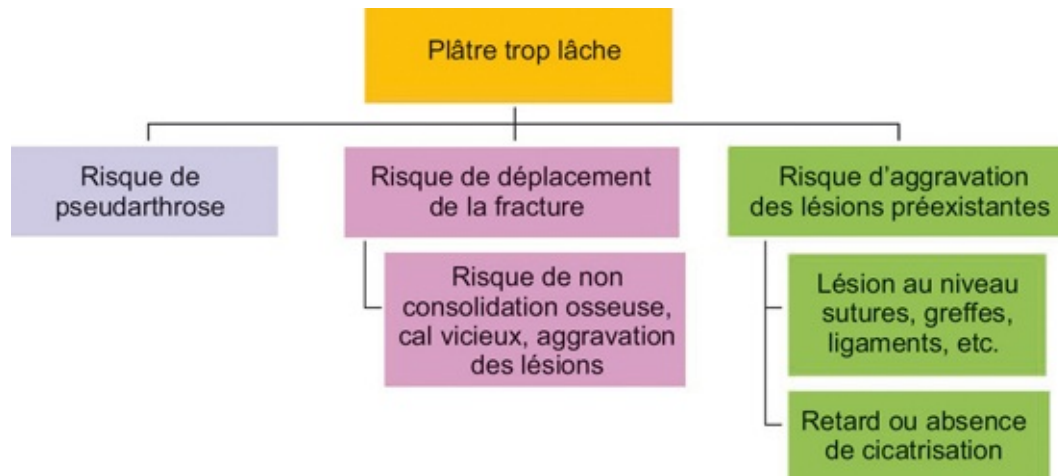 Plâtre trop lâche
Risque de
pseudarthrose
Risque de déplacement
de la fracture
Risque de non
consolidation osseuse,
cal vicieux, aggravation
des lésions
Risque d'aggravation
des lésions préexistantes
Lésion au niveau
sutures, greffes,
ligaments, etc.
Retard ou absence
de cicatrisation